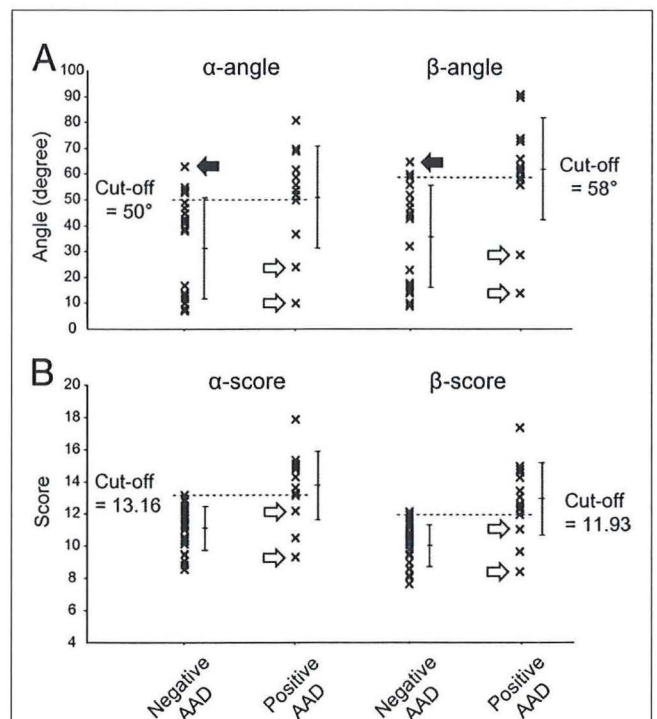 A
α-angle
β-angle
Angle (degree)
100
90
80
70
60
50
40
30
20
10
0
Cut-off
= 50°
Cut-off
= 58°
B
α-score
β-score
Score
20
18
16
14
12
10
8
6
4
Cut-off
= 13.16
Cut-off
= 11.93
Negative
AAD
Positive
AAD
Negative
AAD
Positive
AAD